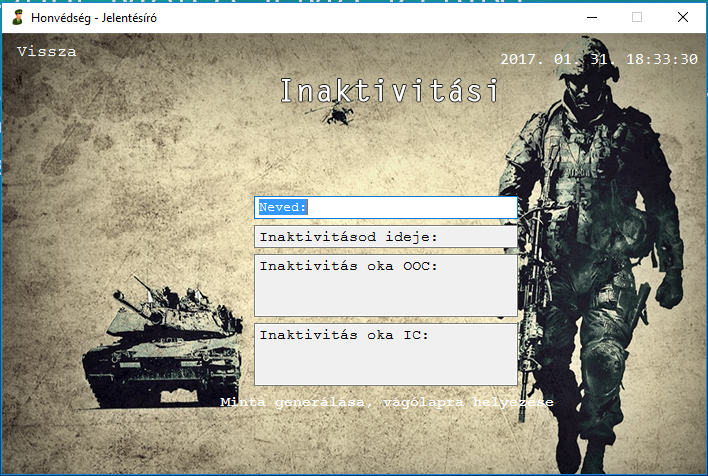 Honvédség - Jelentésíró
Vissza
2017. 01. 31. 18:33:30
Inaktivitási
Neved:
Inaktivitásod ideje:
Inaktivitás oka OOC:
Inaktivitás oka IC:
Minta generálása, vágólapra helyezése